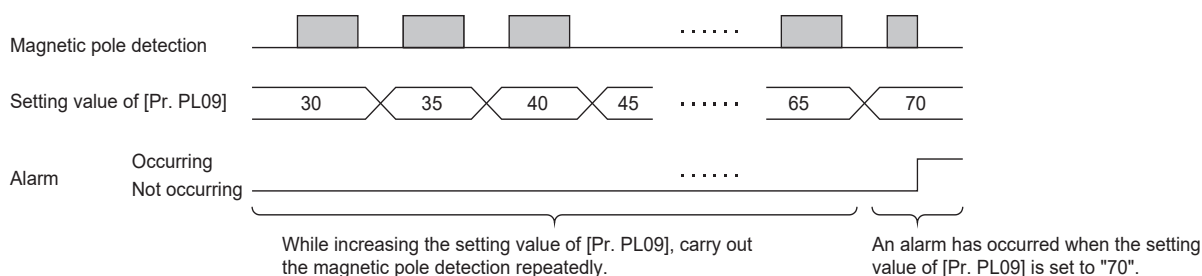 Magnetic pole detection
......
Setting value of [Pr. PL09]
30 35 40 45 ...... 65 70
Alarm
Occurring
Not occurring
......
While increasing the setting value of [Pr. PL09], carry out
the magnetic pole detection repeatedly.
An alarm has occurred when the setting
value of [Pr. PL09] is set to "70".